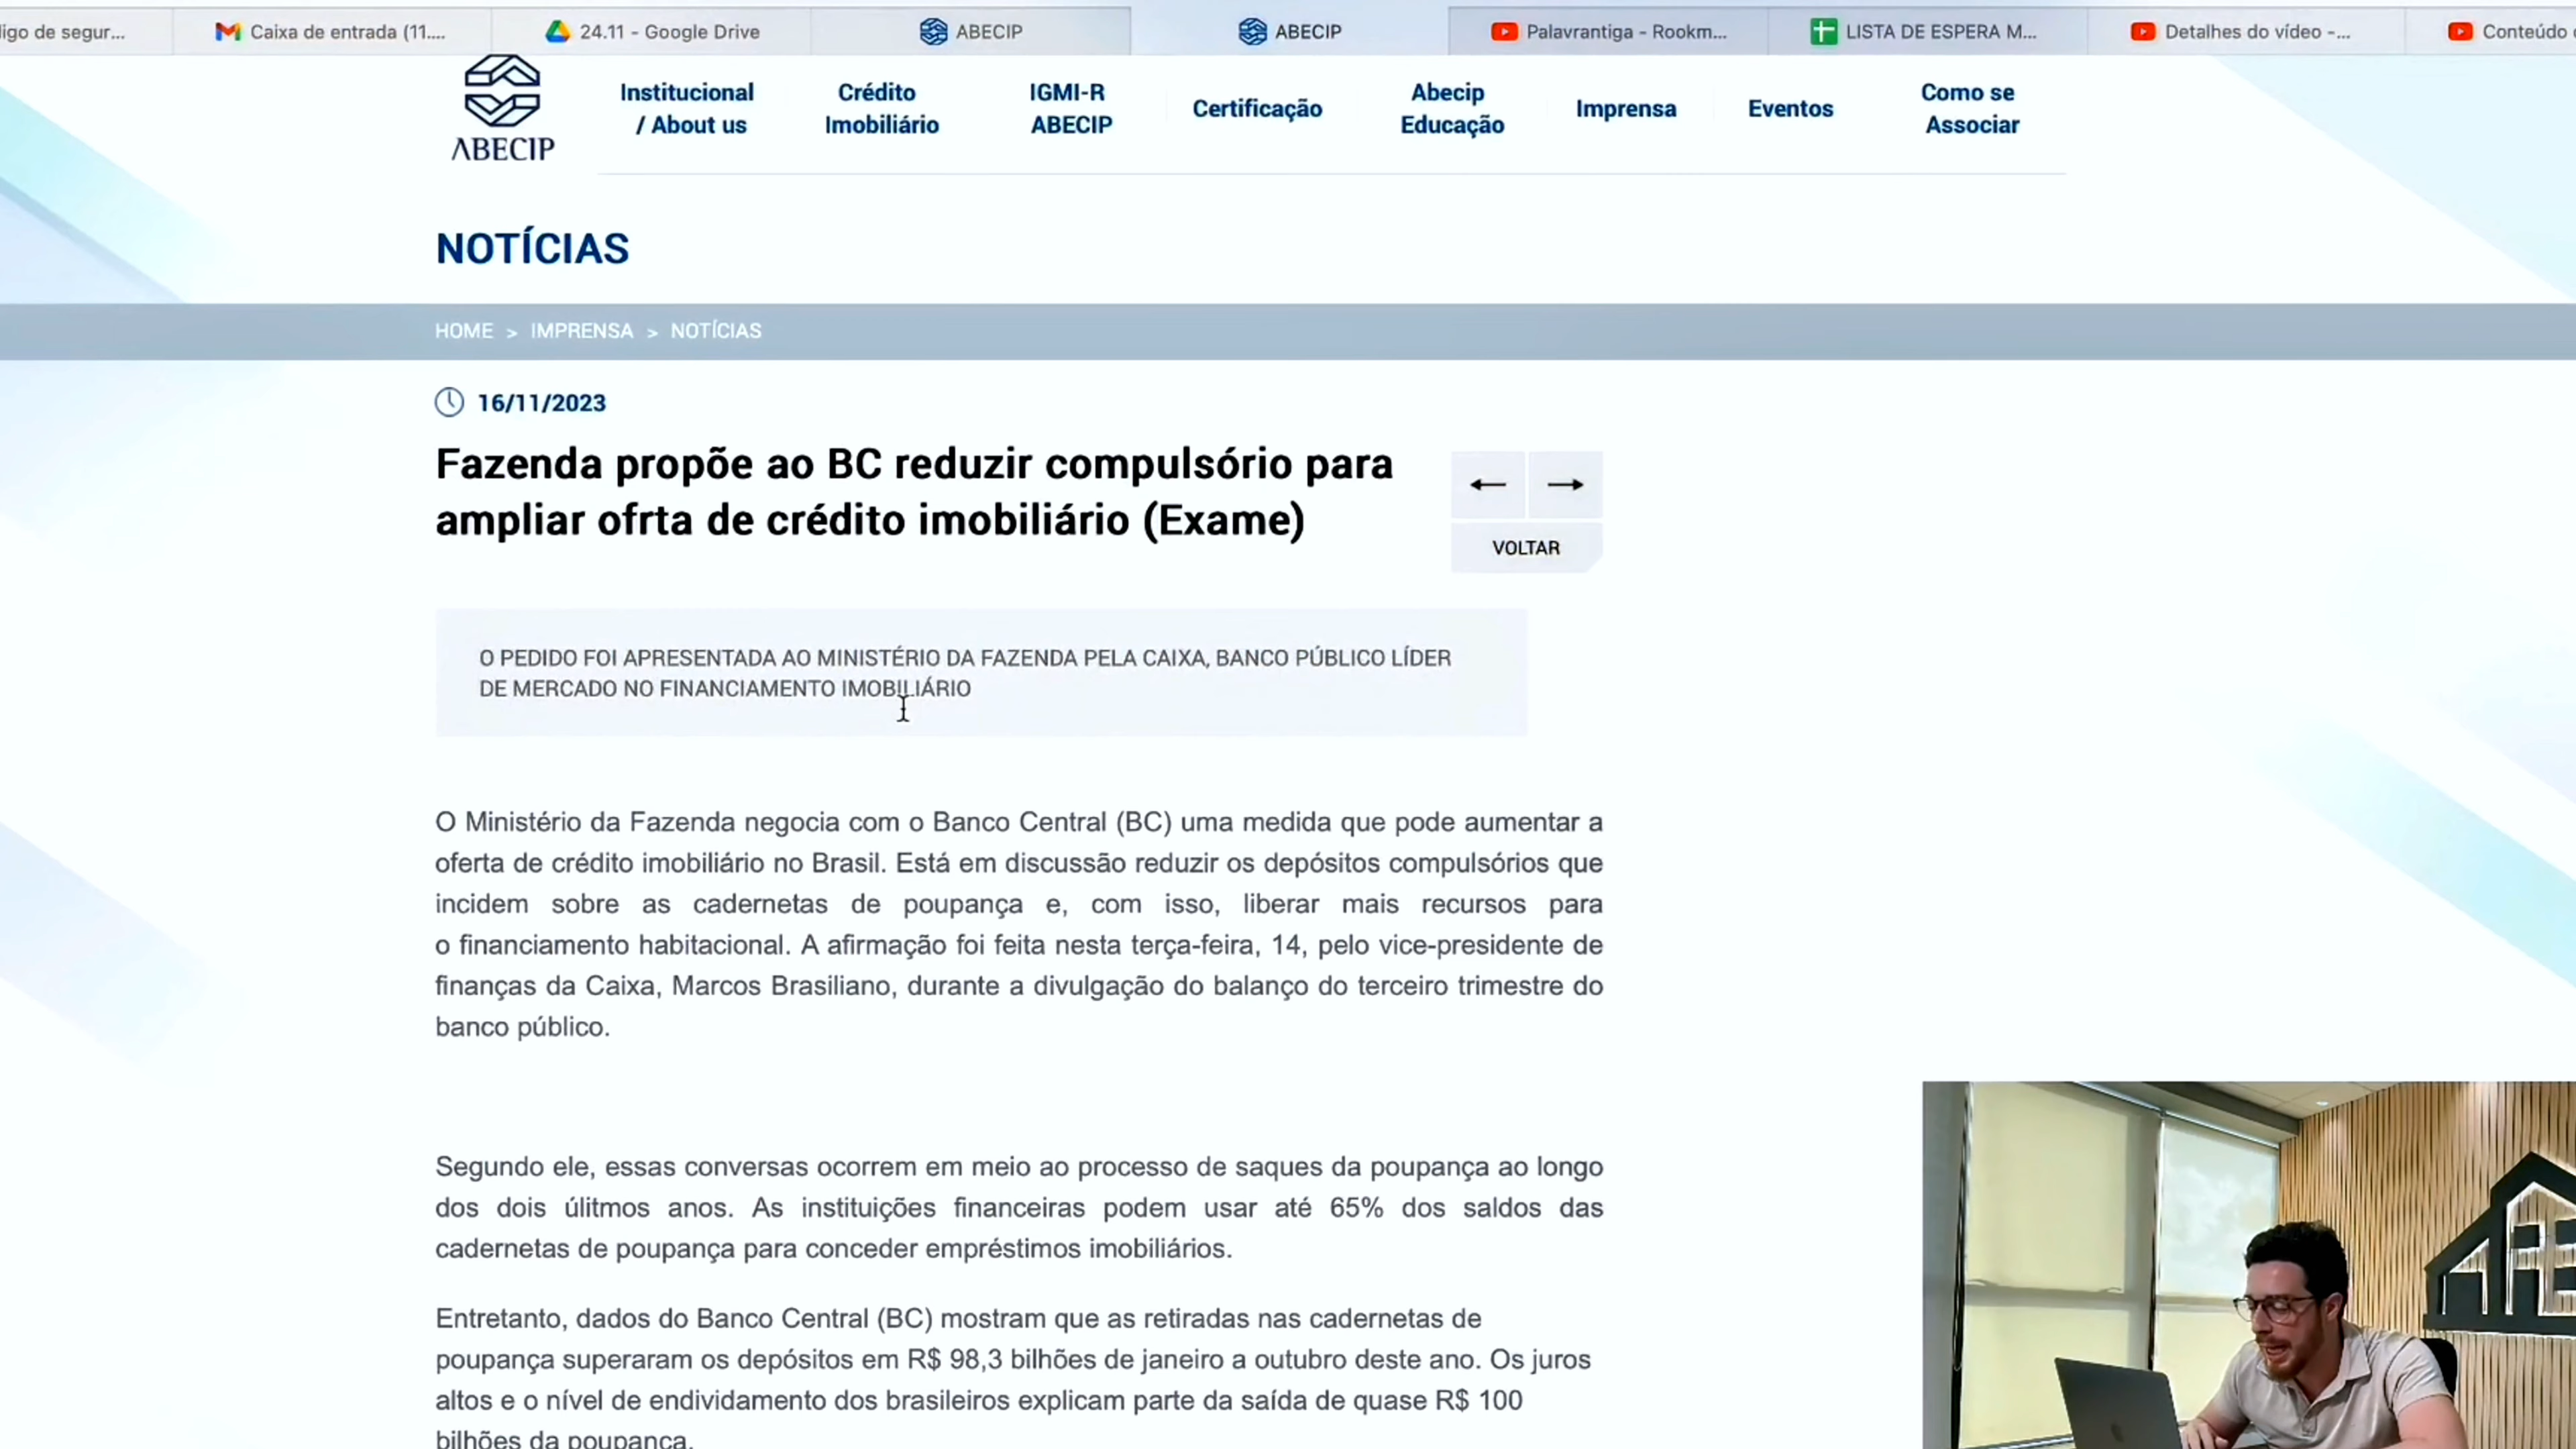 igo de segur...
Caixa de entrada (11....
24.11 - Google Drive
ABECIP
ABECIP
Palavrantiga - Rookm...
LISTA DE ESPERA M...
Detalhes do vídeo -...
Conteúdo
ABECIP
Institucional
/ About us
Crédito
Imobiliário
IGMI-R
ABECIP
Certificação
Abecip
Educação
Imprensa
Eventos
Como se
Associar
NOTÍCIAS
HOME > IMPRENSA > NOTÍCIAS
16/11/2023
Fazenda propõe ao BC reduzir compulsório para
ampliar ofrta de crédito imobiliário (Exame)
VOLTAR
O PEDIDO FOI APRESENTADA AO MINISTÉRIO DA FAZENDA PELA CAIXA, BANCO PÚBLICO LÍDER
DE MERCADO NO FINANCIAMENTO IMOBILIÁRIO
O Ministério da Fazenda negocia com o Banco Central (BC) uma medida que pode aumentar a
oferta de crédito imobiliário no Brasil. Está em discussão reduzir os depósitos compulsórios que
incidem sobre as cadernetas de poupança e, com isso, liberar mais recursos para
o financiamento habitacional. A afirmação foi feita nesta terça-feira, 14, pelo vice-presidente de
finanças da Caixa, Marcos Brasiliano, durante a divulgação do balanço do terceiro trimestre do
banco público.
Segundo ele, essas conversas ocorrem em meio ao processo de saques da poupança ao longo
dos dois úlitmos anos. As instituições financeiras podem usar até 65% dos saldos das
cadernetas de poupança para conceder empréstimos imobiliários.
Entretanto, dados do Banco Central (BC) mostram que as retiradas nas cadernetas de
poupança superaram os depósitos em R$ 98,3 bilhões de janeiro a outubro deste ano. Os juros
altos e o nível de endividamento dos brasileiros explicam parte da saída de quase R$ 100
bilhões da poupança.